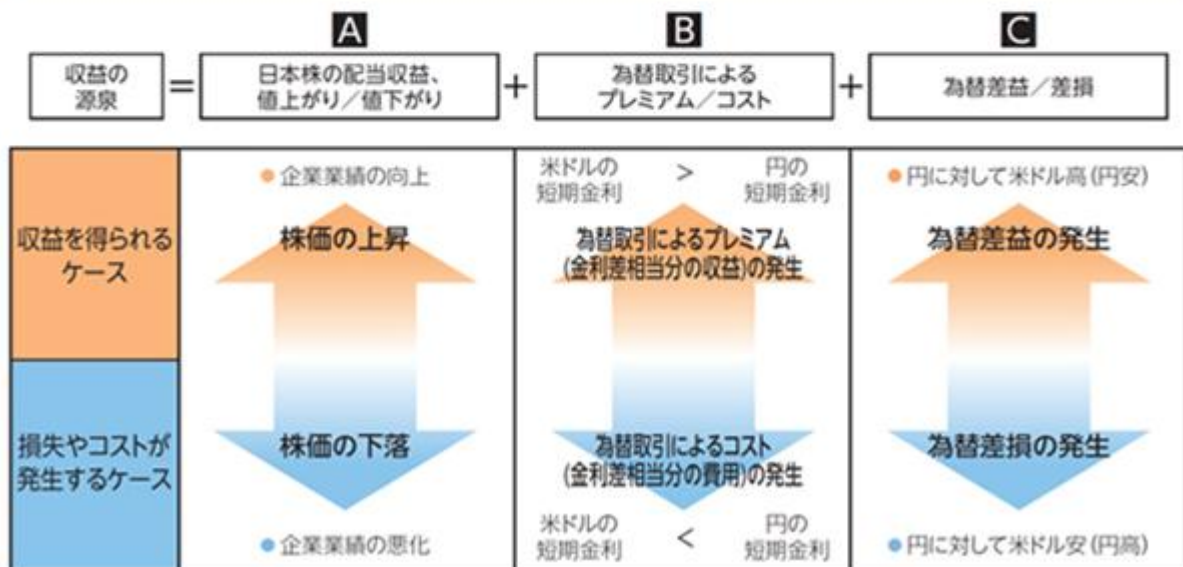 A
B
C
収益の
源泉
=
日本株の配当収益、
値上がり／値下がり
+
為替取引による
プレミアム／コスト
+
為替差益／差損
収益を得られる
ケース
●企業業績の向上
株価の上昇
米ドルの
短期金利
>
円の
短期金利
為替取引によるプレミアム
(金利差相当分の収益)の発生
●円に対して米ドル高(円安)
為替差益の発生
損失やコストが
発生するケース
株価の下落
●企業業績の悪化
為替取引によるコスト
(金利差相当分の費用)の発生
米ドルの
短期金利
<
円の
短期金利
為替差損の発生
●円に対して米ドル安(円高)